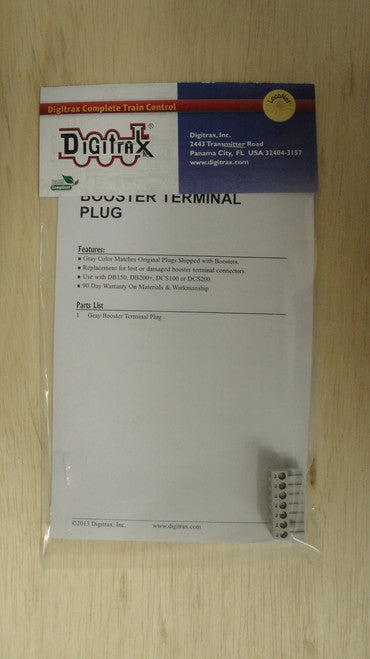 Digitrax Complete Train Control
LocoNet
DIGITRAX
®
Digitrax, Inc.
2443 Transmitter Road
Panama City, FL USA 32404-3157
www.digitrax.com
Compliant
BOOSTER TERMINAL
PLUG
Features:
■ Gray Color Matches Original Plugs Shipped with Boosters.
■ Replacement for lost or damaged booster terminal connectors.
■ Use with DB150, DB200+, DCS100 or DCS200.
■ 90 Day Warranty On Materials & Workmanship
Parts List
1 Gray Booster Terminal Plug
©2013 Digitrax, Inc. www.digitrax.com